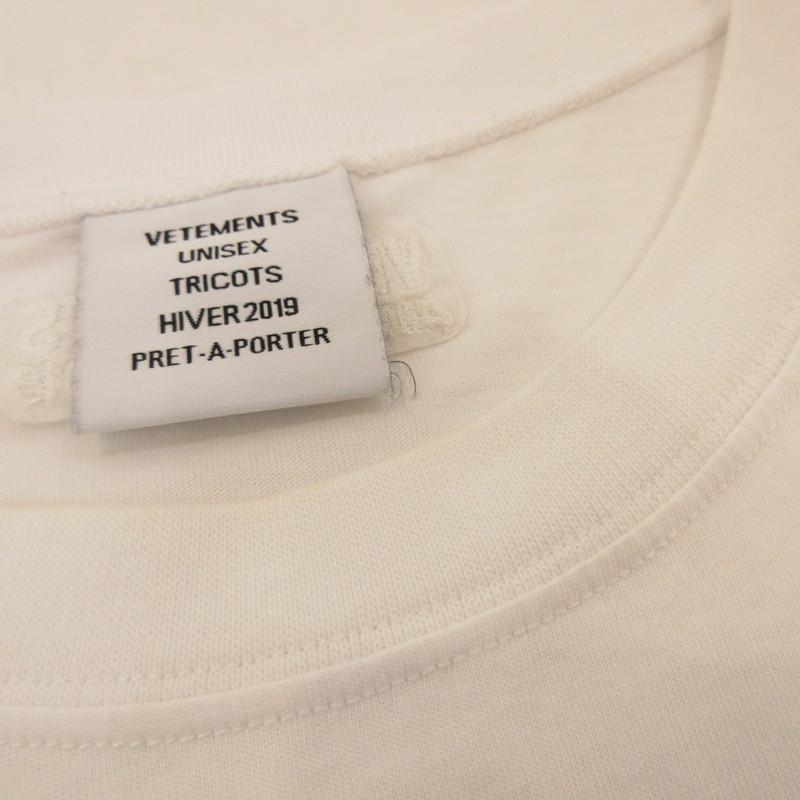 VETEMENTS
UNISEX
TRICOTS
HIVER 2019
PRET-A-PORTER